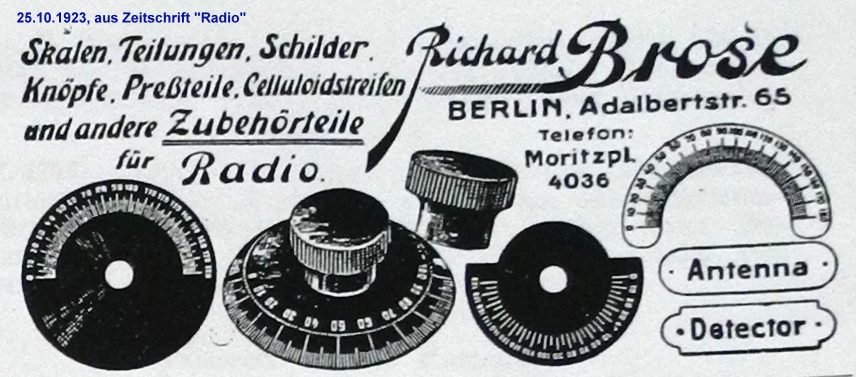 25.10.1923, aus Zeitschrift "Radio"
Skalen, Teilungen, Schilder,
Knöpfe, Preßteile, Celluloidstreifen
und andere Zubehörteile
für Radio.
Richard Brose
BERLIN, Adalbertstr. 65
Telefon:
Moritzpl.
4036
Antenna
Detector